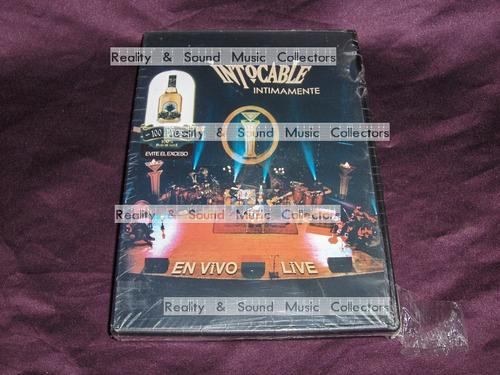 Reality & Sound Music Collectors
INTOCABLE
INTIMAMENTE
100
Reality & Sound Music Collectors
EVITE EL EXCESO
Reality & Sound Music Collectors
EN ViVO LiVE
Reality & Sound Music Collectors